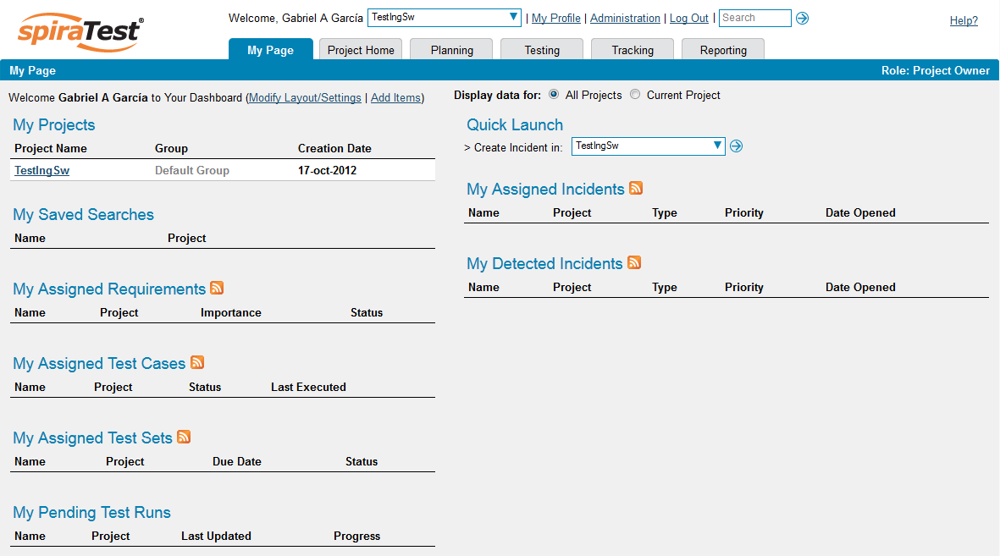 spiraTest®
Welcome, Gabriel A García TestIngSw | My Profile | Administration | Log Out | Search
Help?
My Page Project Home Planning Testing Tracking Reporting
My Page Role: Project Owner
Welcome Gabriel A García to Your Dashboard (Modify Layout/Settings | Add Items)
Display data for: All Projects Current Project
My Projects
Project Name Group Creation Date
TestIngSw Default Group 17-oct-2012
My Saved Searches
Name Project
My Assigned Requirements
Name Project Importance Status
My Assigned Test Cases
Name Project Status Last Executed
My Assigned Test Sets
Name Project Due Date Status
My Pending Test Runs
Name Project Last Updated Progress
Quick Launch
> Create Incident in: TestIngSw
My Assigned Incidents
Name Project Type Priority Date Opened
My Detected Incidents
Name Project Type Priority Date Opened